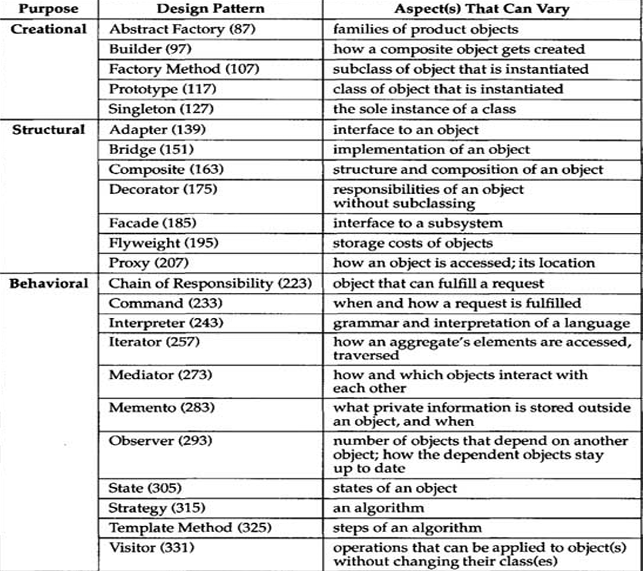 Purpose Design Pattern Aspect(s) That Can Vary
Creational Abstract Factory (87) families of product objects
Builder (97) how a composite object gets created
Factory Method (107) subclass of object that is instantiated
Prototype (117) class of object that is instantiated
Singleton (127) the sole instance of a class
Structural Adapter (139) interface to an object
Bridge (151) implementation of an object
Composite (163) structure and composition of an object
Decorator (175) responsibilities of an object
without subclassing
Facade (185) interface to a subsystem
Flyweight (195) storage costs of objects
Proxy (207) how an object is accessed; its location
Behavioral Chain of Responsibility (223) object that can fulfill a request
Command (233) when and how a request is fulfilled
Interpreter (243) grammar and interpretation of a language
Iterator (257) how an aggregate's elements are accessed,
traversed
Mediator (273) how and which objects interact with
each other
Memento (283) what private information is stored outside
an object, and when
Observer (293) number of objects that depend on another
object; how the dependent objects stay
up to date
State (305) states of an object
Strategy (315) an algorithm
Template Method (325) steps of an algorithm
Visitor (331) operations that can be applied to object(s)
without changing their class(es)